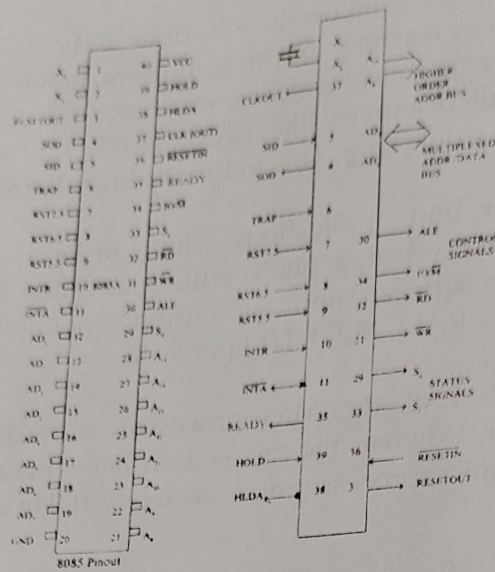 X₁ 1 40 VCC
X₂ 2 39 HOLD
RESETOUT 3 38 HLDA
SOD 4 37 CLK (OUT)
SID 5 36 RESETIN
TRAP 6 35 READY
RST7.5 7 34 IO/M
RST6.5 8 33 S₁
RST5.5 9 32 RD
INTR 10 8085A 31 WR
INTA 11 30 ALE
AD₀ 12 29 S₀
AD₁ 13 28 A₁₅
AD₂ 14 27 A₁₄
AD₃ 15 26 A₁₃
AD₄ 16 25 A₁₂
AD₅ 17 24 A₁₁
AD₆ 18 23 A₁₀
AD₇ 19 22 A₉
GND 20 21 A₈
8085 Pinout
X₁
X₂ A₁₅ HIGHER
CLKOUT 37 A₈ ORDER
ADDR BUS
SID 5 AD₇ MULTIPLEXED
SOD 4 AD₀ ADDR/DATA
BUS
TRAP 6
RST7.5 7 30 ALE CONTROL
SIGNALS
34 IO/M
RST6.5 8 32 RD
RST5.5 9
INTR 10 31 WR
INTA 11 29 S₀ STATUS
READY 35 33 S₁ SIGNALS
HOLD 39 36 RESETIN
HLDA 38 3 RESETOUT